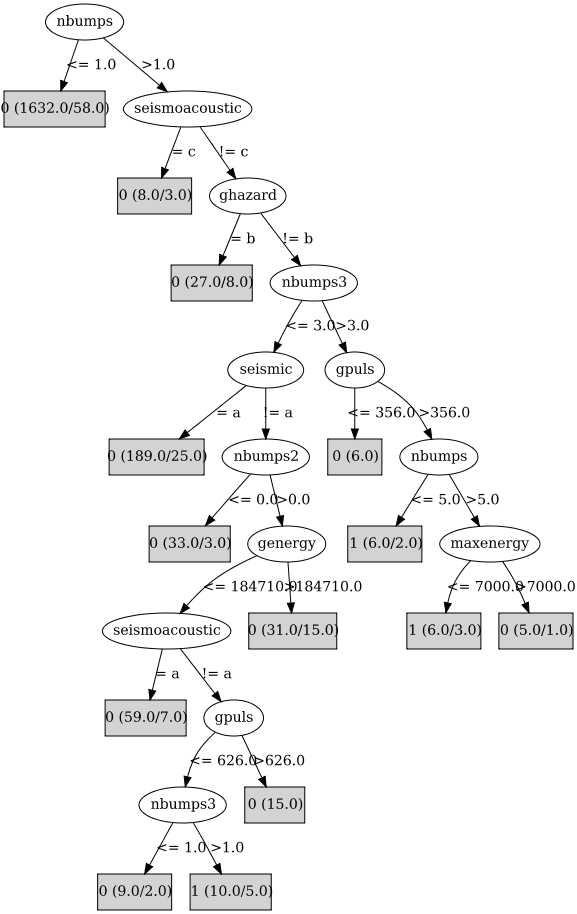 nbumps
<= 1.0 >1.0
0 (1632.0/58.0) seismoacoustic
= c != c
0 (8.0/3.0) ghazard
= b != b
0 (27.0/8.0) nbumps3
<= 3.0 >3.0
seismic gpuls
= a != a <= 356.0 >356.0
0 (189.0/25.0) nbumps2 0 (6.0) nbumps
<= 0.0 >0.0 <= 5.0 >5.0
0 (33.0/3.0) genergy 1 (6.0/2.0) maxenergy
<= 184710.0 >184710.0 <= 7000.0 >7000.0
seismoacoustic 0 (31.0/15.0) 1 (6.0/3.0) 0 (5.0/1.0)
= a != a
0 (59.0/7.0) gpuls
<= 626.0 >626.0
nbumps3 0 (15.0)
<= 1.0 >1.0
0 (9.0/2.0) 1 (10.0/5.0)